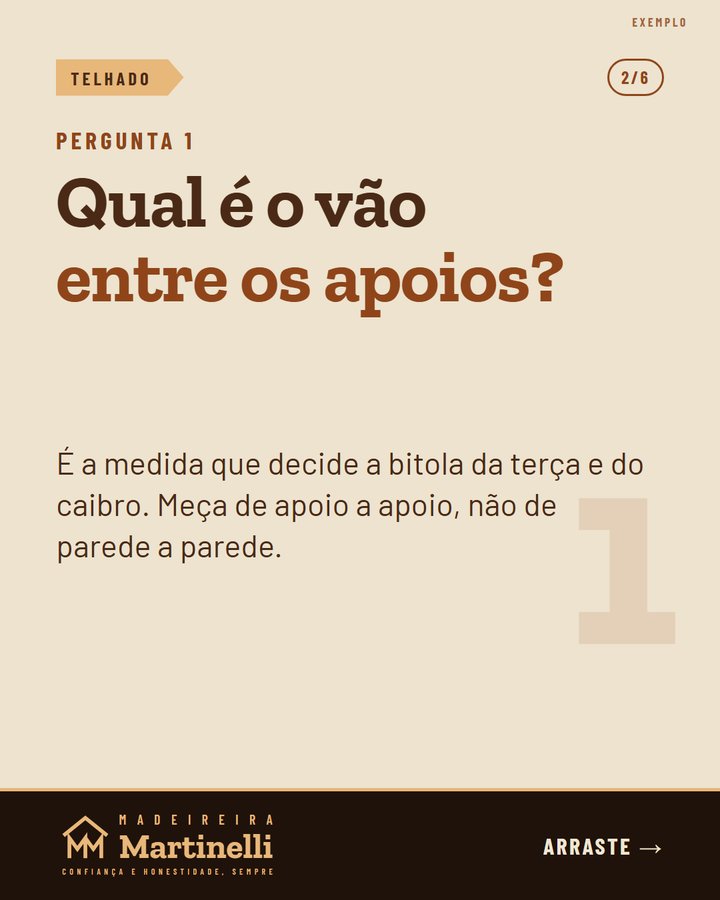 EXEMPLO
TELHADO
2/6
PERGUNTA 1
Qual é o vão
entre os apoios?
É a medida que decide a bitola da terça e do
caibro. Meça de apoio a apoio, não de
parede a parede.
1
MADEIREIRA
Martinelli
CONFIANÇA E HONESTIDADE, SEMPRE
ARRASTE →